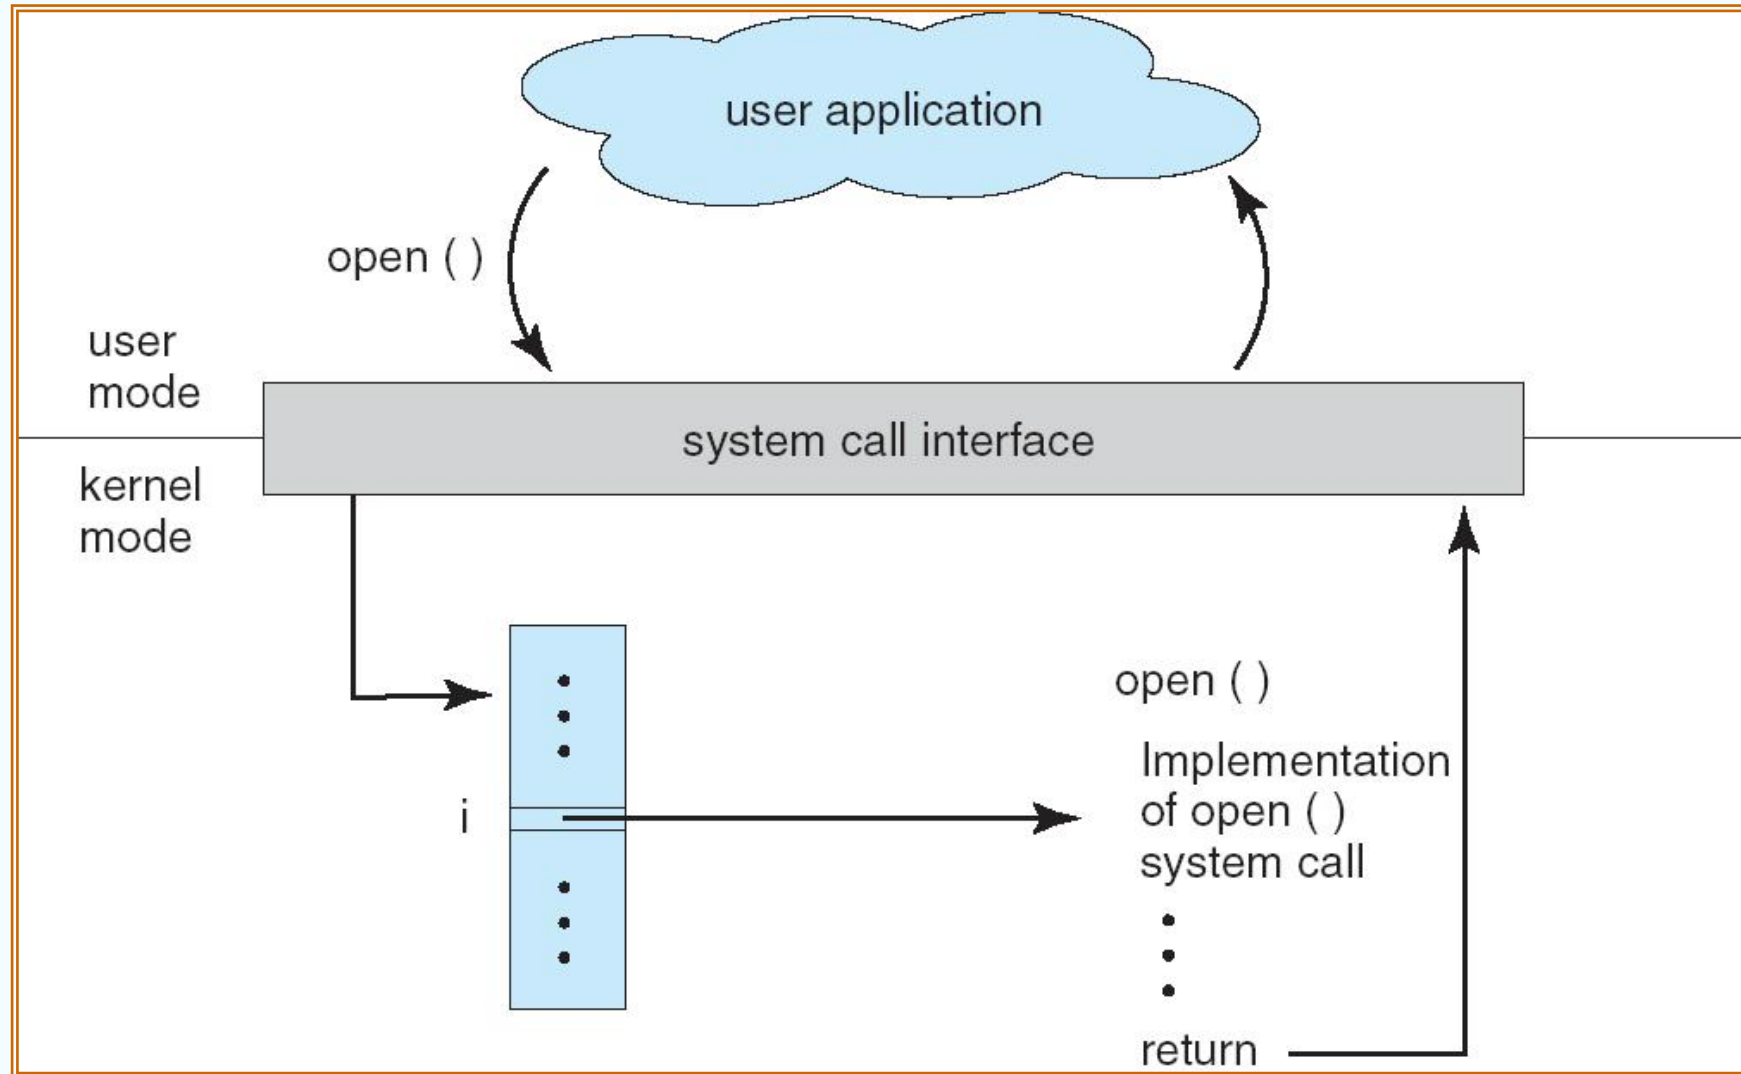 user application
open ( )
user
mode
system call interface
kernel
mode
open ( )
Implementation
of open ( )
system call
i
return